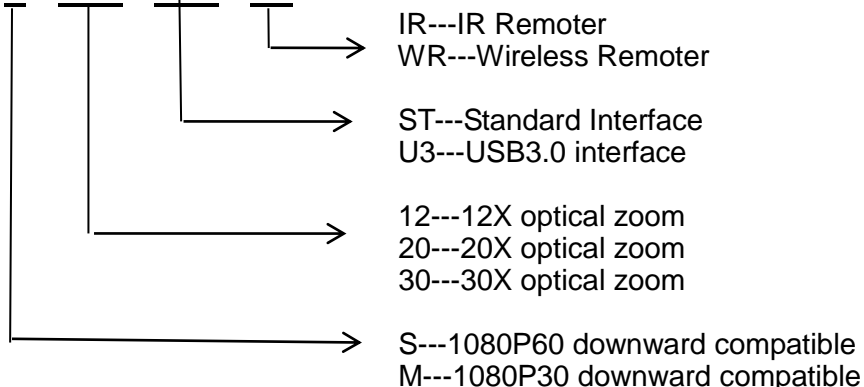 IR---IR Remoter
WR---Wireless Remoter
ST---Standard Interface
U3---USB3.0 interface
12---12X optical zoom
20---20X optical zoom
30---30X optical zoom
S---1080P60 downward compatible
M---1080P30 downward compatible